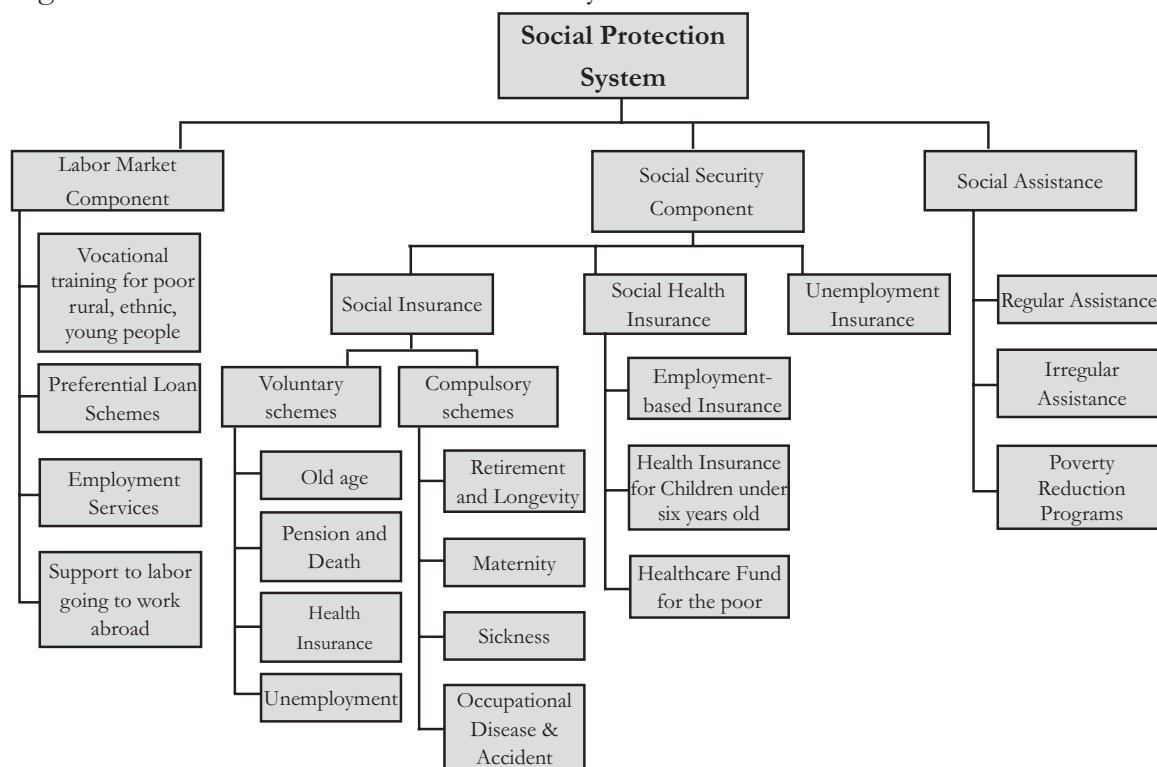 Social Protection
System
Labor Market
Component
Social Security
Component
Social Assistance
Vocational
training for poor
rural, ethnic,
young people
Preferential Loan
Schemes
Employment
Services
Support to labor
going to work
abroad
Social Insurance
Social Health
Insurance
Unemployment
Insurance
Voluntary
schemes
Compulsory
schemes
Old age
Pension and
Death
Health
Insurance
Unemployment
Retirement
and Longevity
Maternity
Sickness
Occupational
Disease &
Accident
Employment-
based Insurance
Health Insurance
for Children under
six years old
Healthcare Fund
for the poor
Regular Assistance
Irregular
Assistance
Poverty
Reduction
Programs